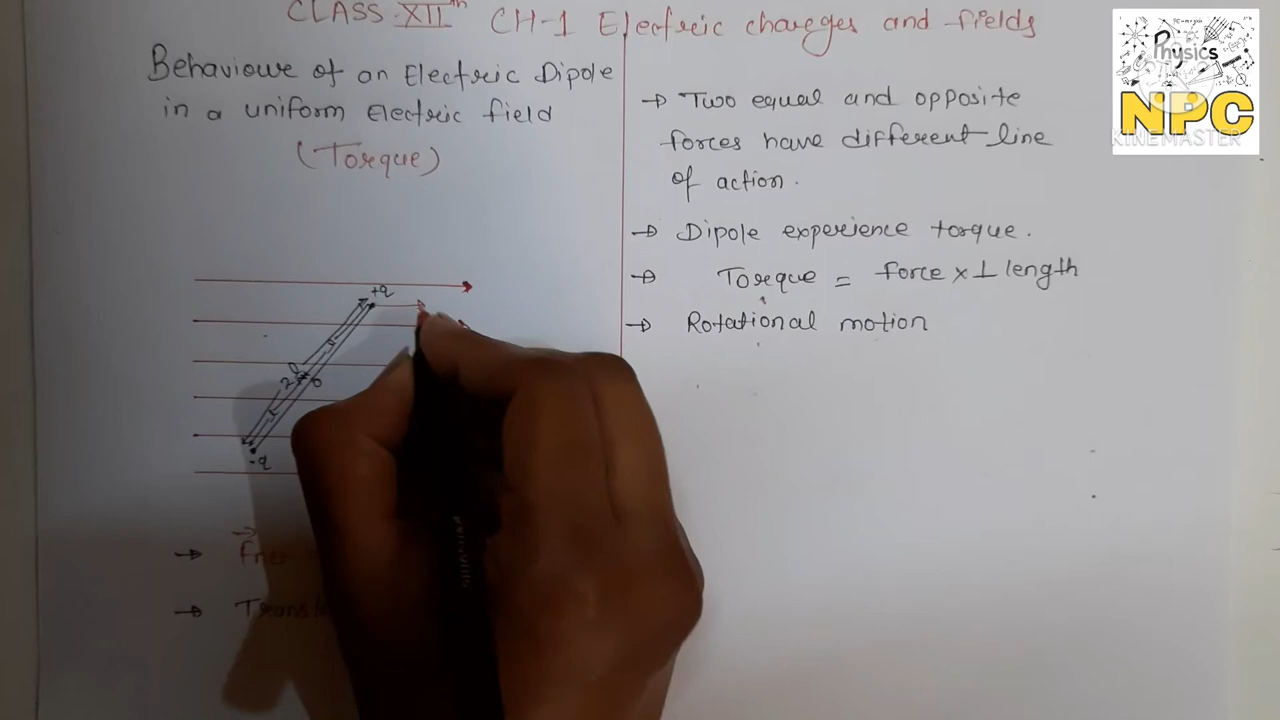 CLASS XIIth CH-1 Electric charges and fields
Behaviour of an Electric Dipole
in a uniform Electric field
(Torque)
→ Two equal and opposite
forces have different line
of action.
→ Dipole experience torque.
→ Torque = force × ⊥ length
→ Rotational motion
+q
2l
o
-q
→ Fnet
→
Physics
NPC
KINEMASTER